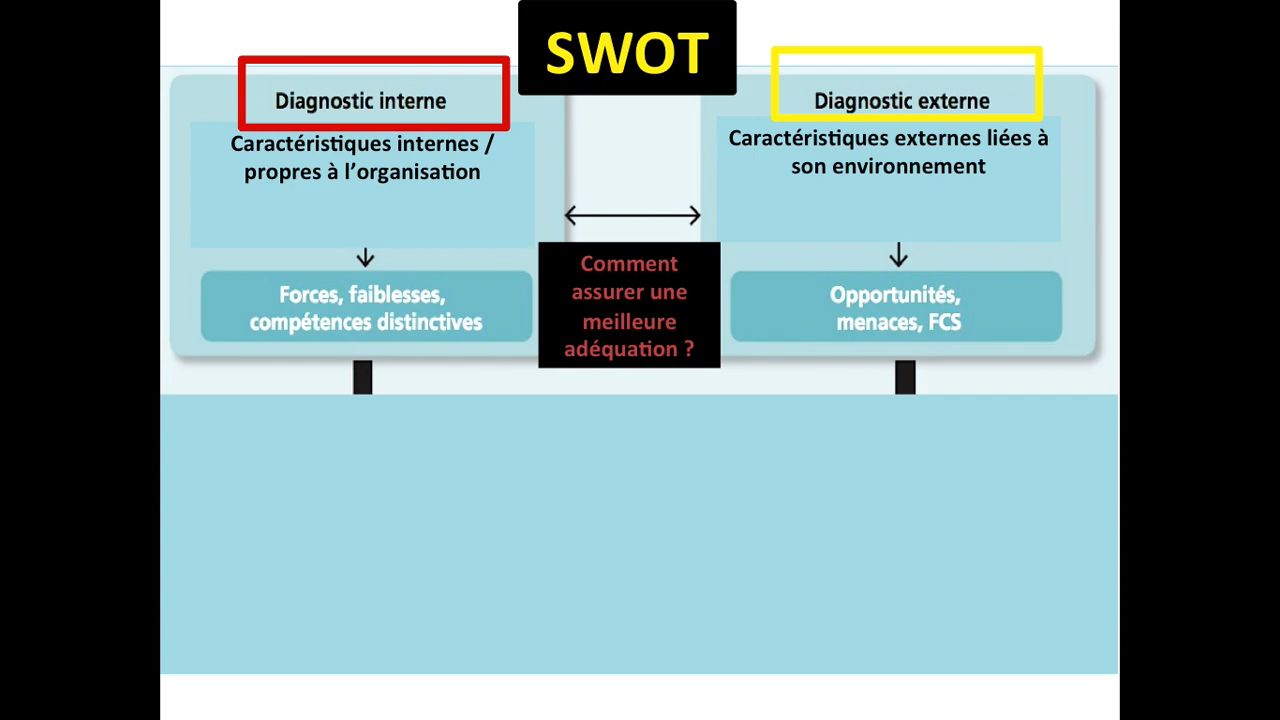 SWOT
Diagnostic interne
Caractéristiques internes /
propres à l’organisation
Forces, faiblesses,
compétences distinctives
Comment
assurer une
meilleure
adéquation ?
Diagnostic externe
Caractéristiques externes liées à
son environnement
Opportunités,
menaces, FCS